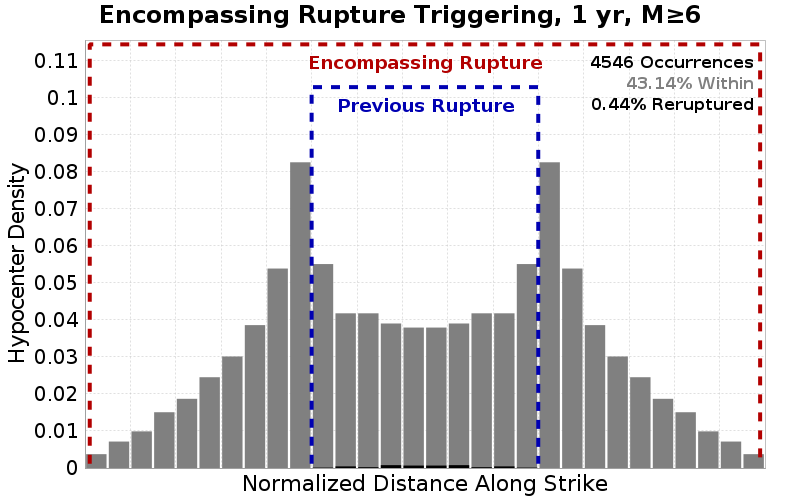 Encompassing Rupture Triggering, 1 yr, M≥6
Encompassing Rupture
Previous Rupture
4546 Occurrences
43.14% Within
0.44% Reruptured
Hypocenter Density
0.11
0.1
0.09
0.08
0.07
0.06
0.05
0.04
0.03
0.02
0.01
0
Normalized Distance Along Strike